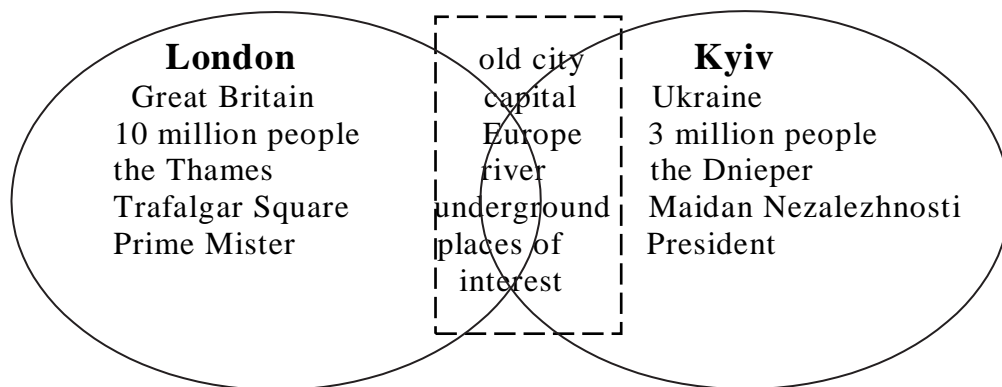 London
Great Britain
10 million people
the Thames
Trafalgar Square
Prime Mister
old city
capital
Europe
river
underground
places of
interest
Kyiv
Ukraine
3 million people
the Dnieper
Maidan Nezalezhnosti
President